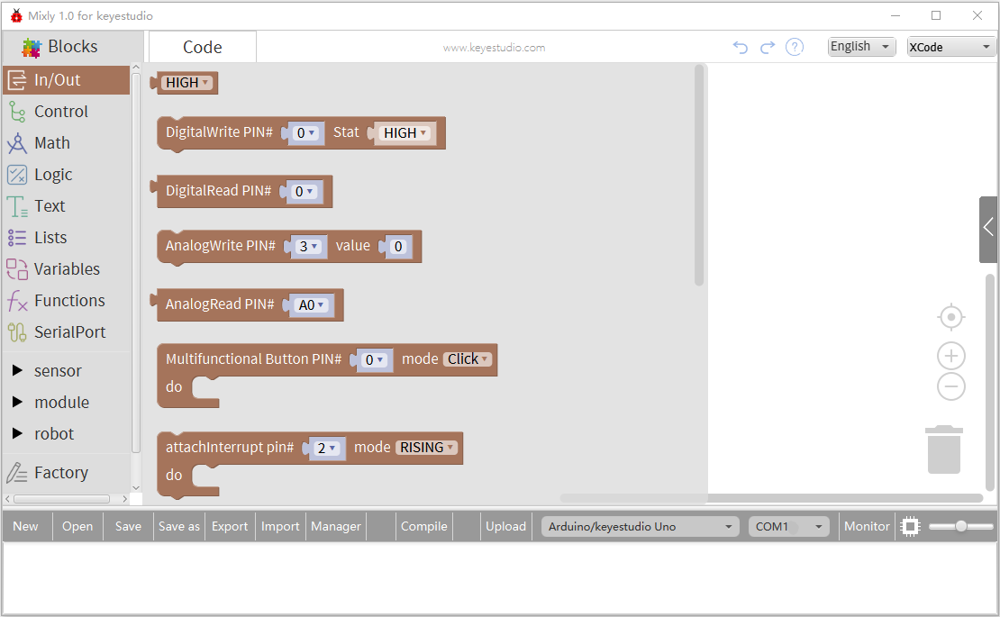 Mixly 1.0 for keyestudio
Blocks
Code
www.keyestudio.com
?
English
XCode
In/Out
Control
Math
Logic
Text
Lists
Variables
Functions
SerialPort
sensor
module
robot
Factory
HIGH
DigitalWrite PIN# 0 Stat HIGH
DigitalRead PIN# 0
AnalogWrite PIN# 3 value 0
AnalogRead PIN# A0
Multifunctional Button PIN# 0 mode Click
do
attachInterrupt pin# 2 mode RISING
do
New Open Save Save as Export Import Manager Compile Upload Arduino/keyestudio Uno COM1 Monitor